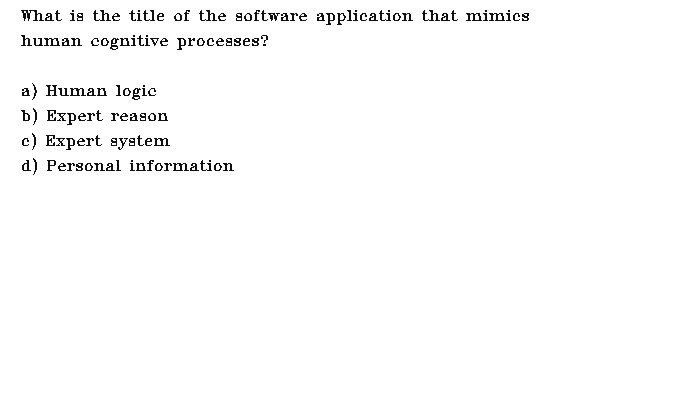 What is the title of the software application that mimics
human cognitive processes?
a) Human logic
b) Expert reason
c) Expert system
d) Personal information